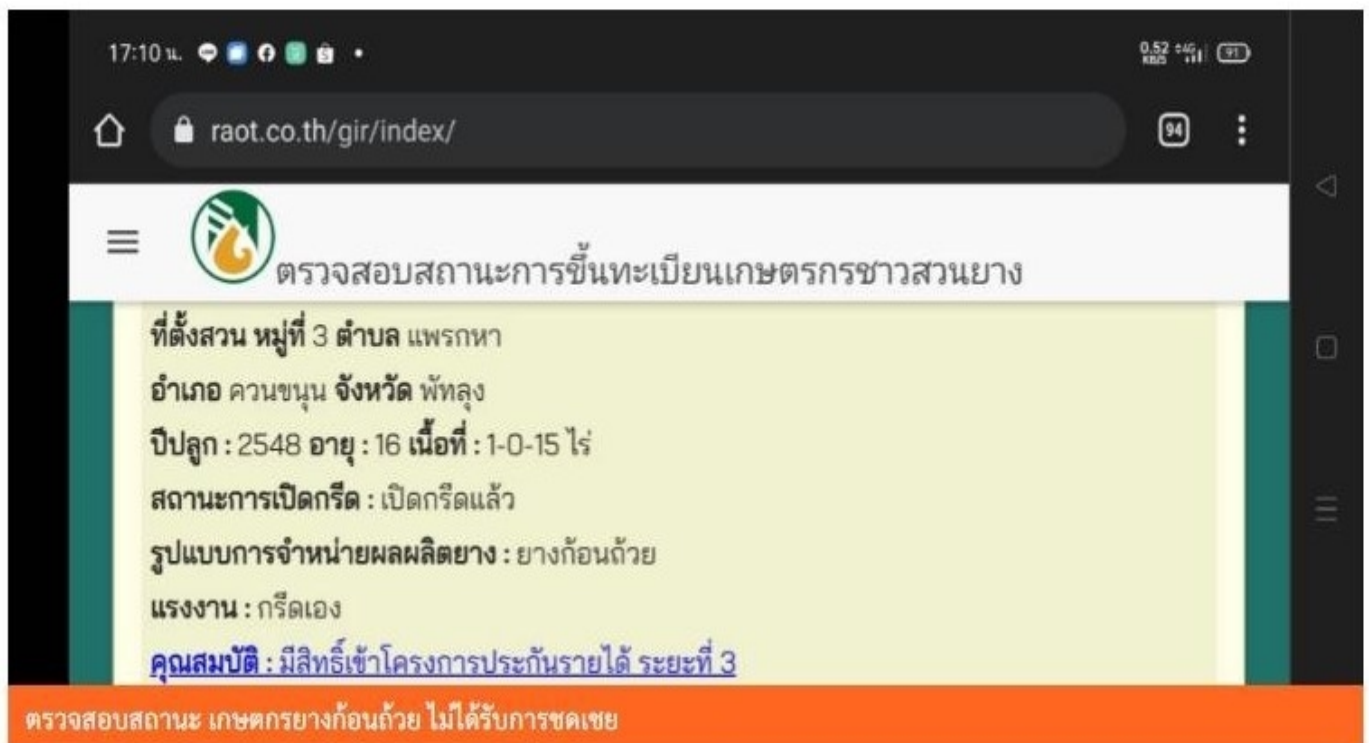 17:10 น.
0.52 KB/S 4G 91
raot.co.th/gir/index/
94
ตรวจสอบสถานะการขึ้นทะเบียนเกษตรกรชาวสวนยาง
ที่ตั้งสวน หมู่ที่ 3 ตำบล แพรกหา
อำเภอ ควนขนุน จังหวัด พัทลุง
ปีปลูก : 2548 อายุ : 16 เนื้อที่ : 1-0-15 ไร่
สถานะการเปิดกรีด : เปิดกรีดแล้ว
รูปแบบการจำหน่ายผลผลิตยาง : ยางก้อนถ้วย
แรงงาน : กรีดเอง
คุณสมบัติ : มีสิทธิ์เข้าโครงการประกันรายได้ ระยะที่ 3
ตรวจสอบสถานะ เกษตกรยางก้อนถ้วย ไม่ได้รับการชดเชย